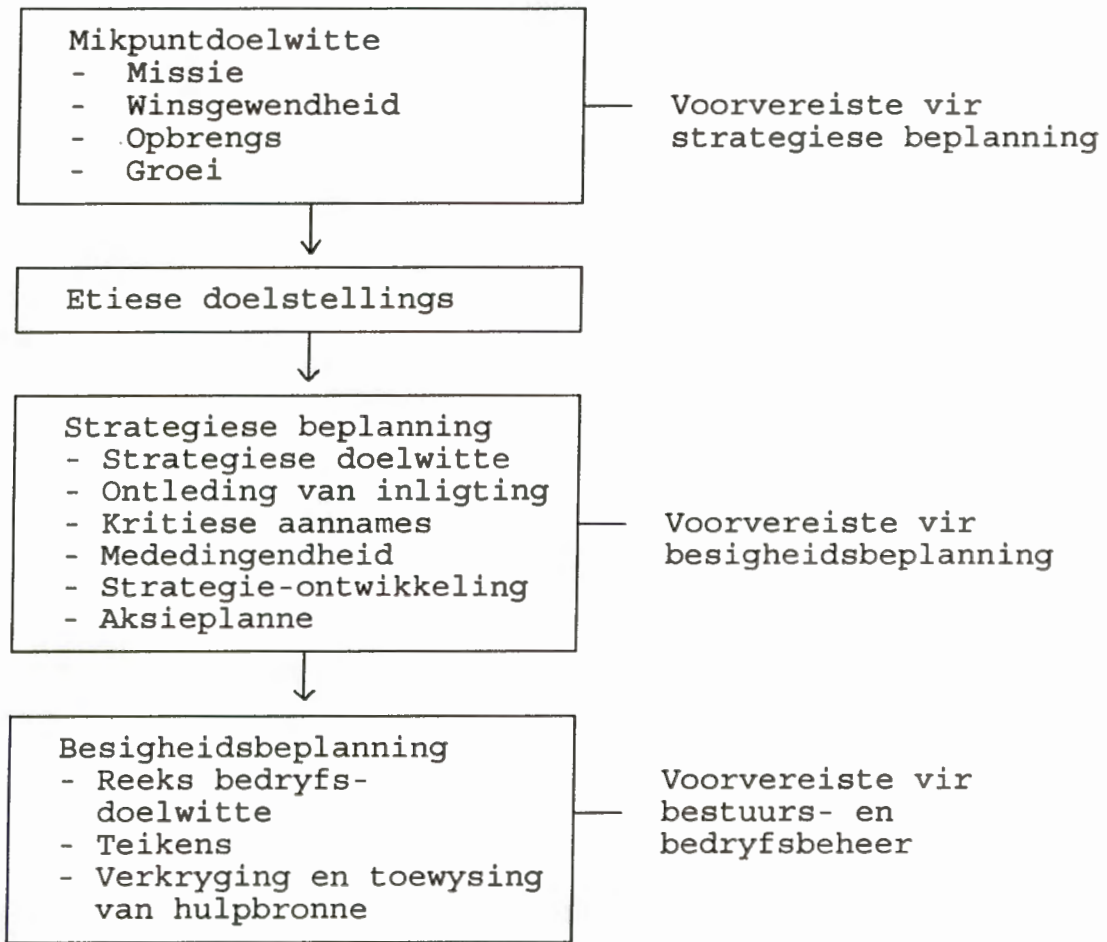 Mikpuntdoelwitte
- Missie
- Winsgewendheid
- Opbrengs
- Groei
Voorvereiste vir
strategiese beplanning
Etiese doelstellings
Strategiese beplanning
- Strategiese doelwitte
- Ontleding van inligting
- Kritiese aannames
- Mededingendheid
- Strategie-ontwikkeling
- Aksieplanne
Voorvereiste vir
besigheidsbeplanning
Besigheidsbeplanning
- Reeks bedryfs-
doelwitte
- Teikens
- Verkryging en toewysing
van hulpbronne
Voorvereiste vir
bestuurs- en
bedryfsbeheer